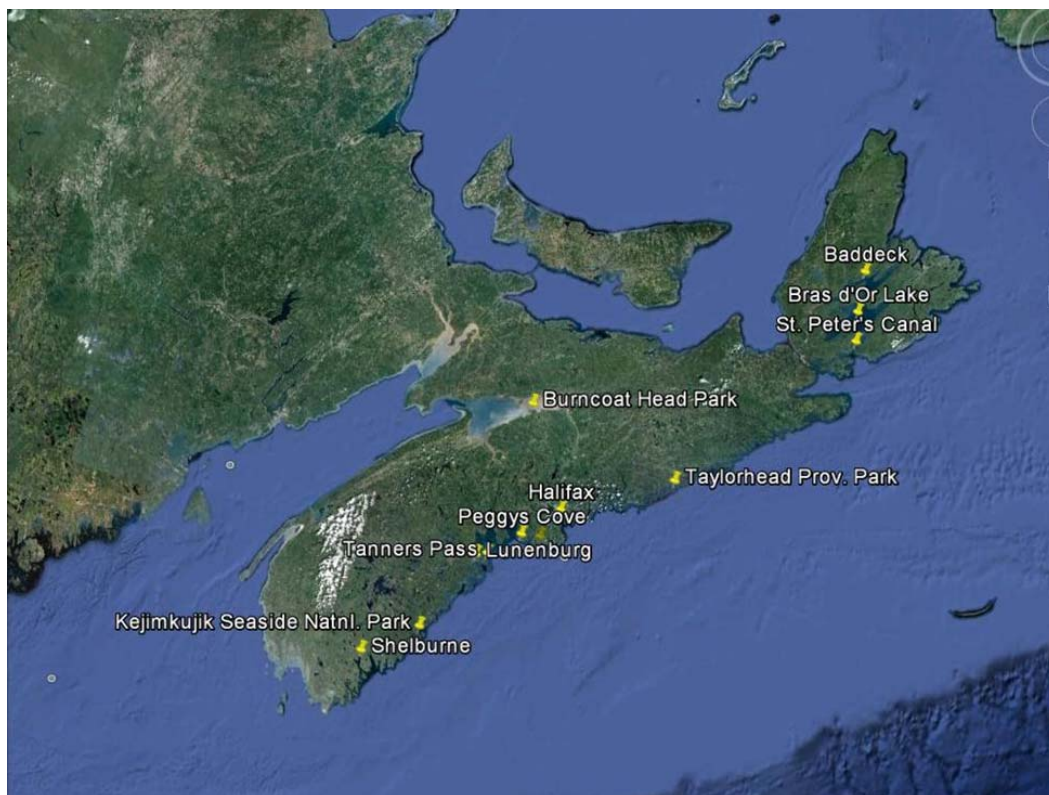 Baddeck
Bras d'Or Lake
St. Peter's Canal
Burncoat Head Park
Taylorhead Prov. Park
Halifax
Peggys Cove
Tanners Pass Lunenburg
Kejimkujik Seaside Natnl. Park
Shelburne